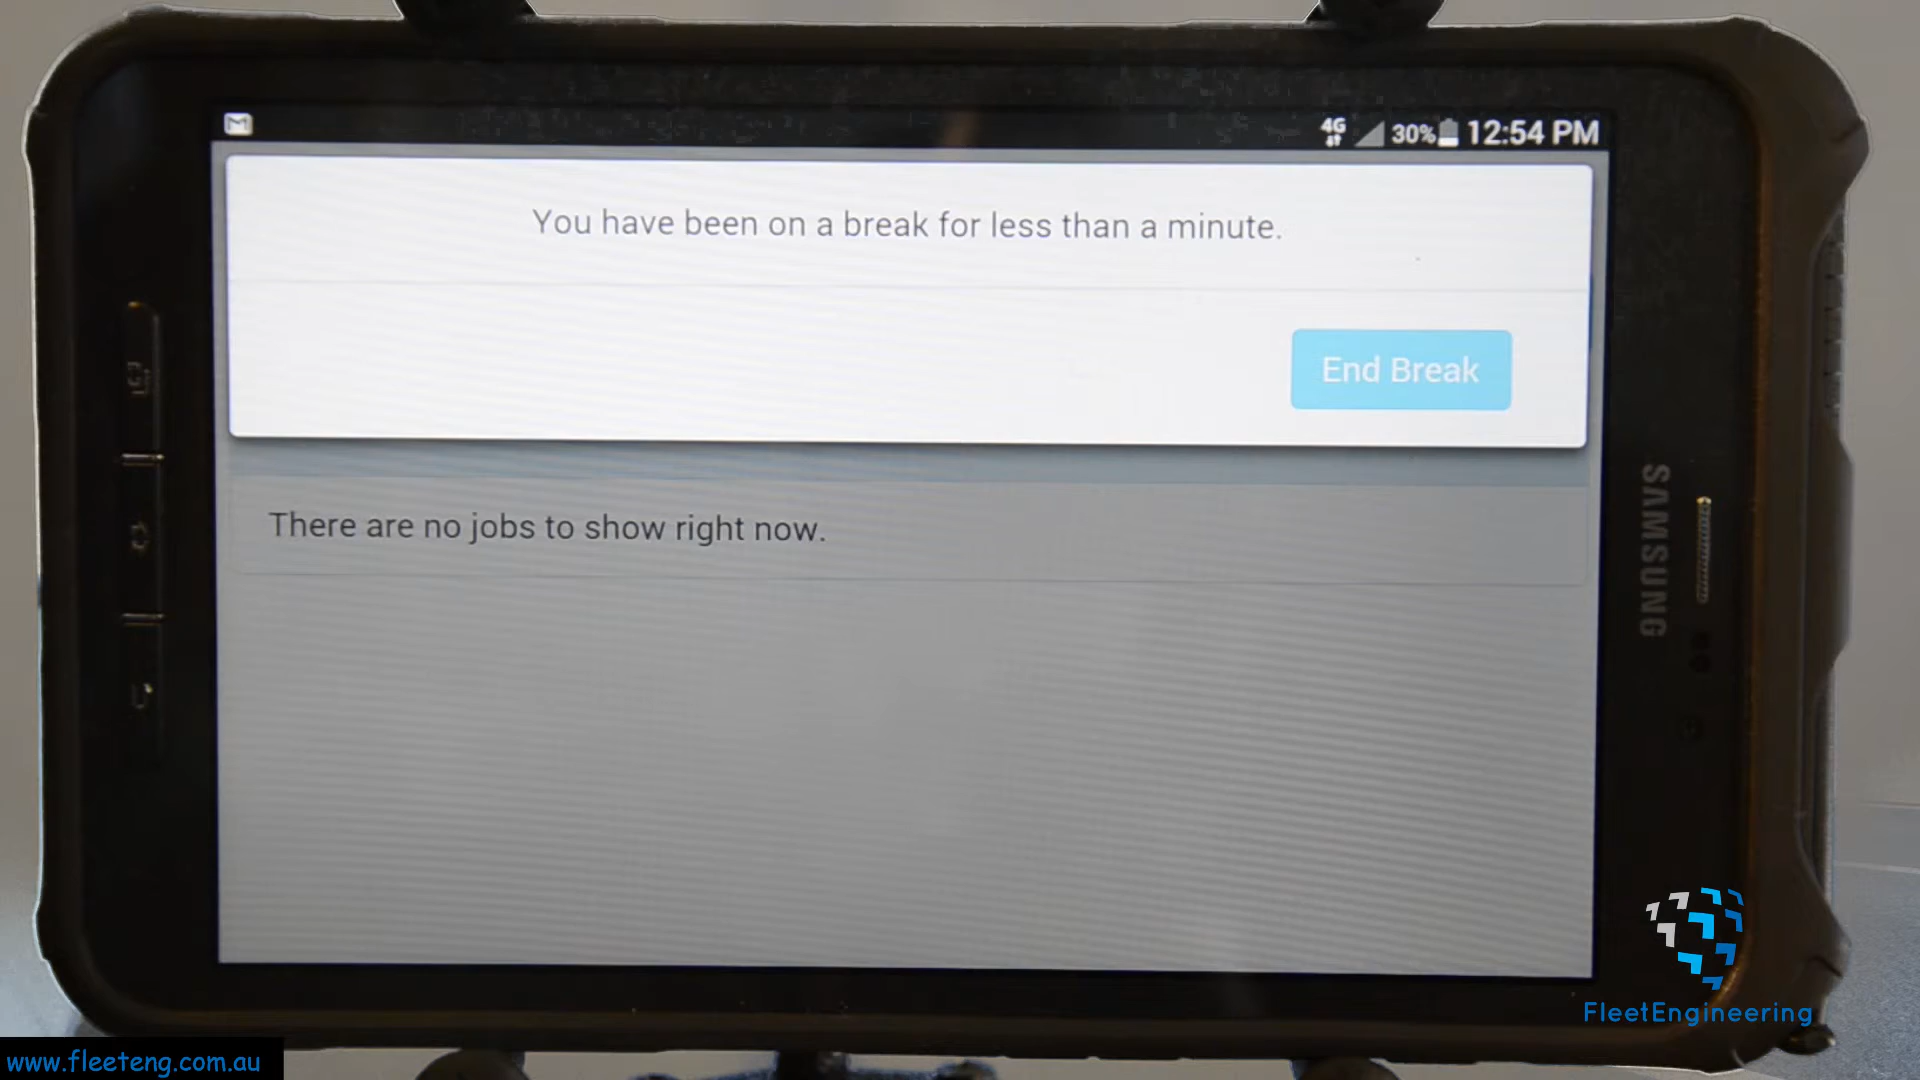 4G 30% 12:54 PM
You have been on a break for less than a minute.
End Break
There are no jobs to show right now.
SAMSUNG
FleetEngineering
www.fleeteng.com.au